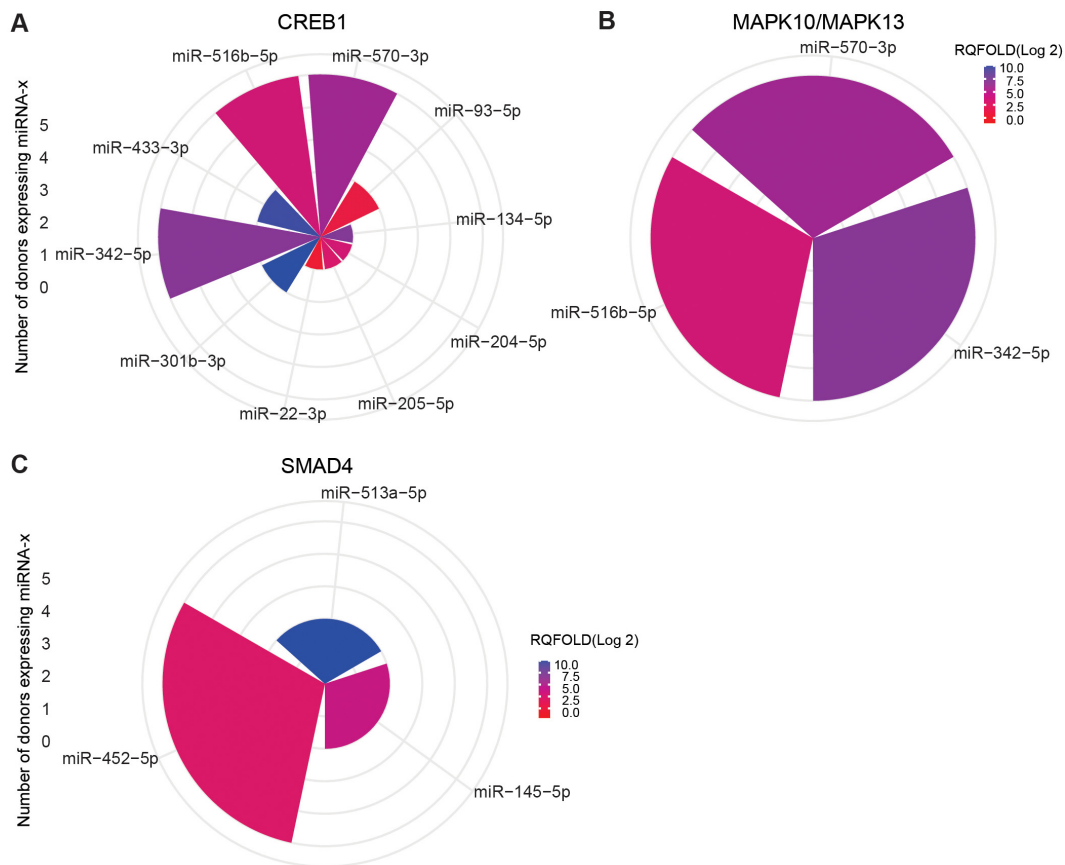 A
CREB1
miR−516b−5p
miR−570−3p
miR−93−5p
miR−433−3p
miR−134−5p
miR−342−5p
miR−204−5p
miR−301b−3p
miR−205−5p
miR−22−3p
Number of donors expressing miRNA-x
5
4
3
2
1
0
B
MAPK10/MAPK13
miR−570−3p
miR−516b−5p
miR−342−5p
RQFOLD(Log 2)
10.0
7.5
5.0
2.5
0.0
C
SMAD4
miR−513a−5p
miR−452−5p
miR−145−5p
Number of donors expressing miRNA-x
5
4
3
2
1
0
RQFOLD(Log 2)
10.0
7.5
5.0
2.5
0.0